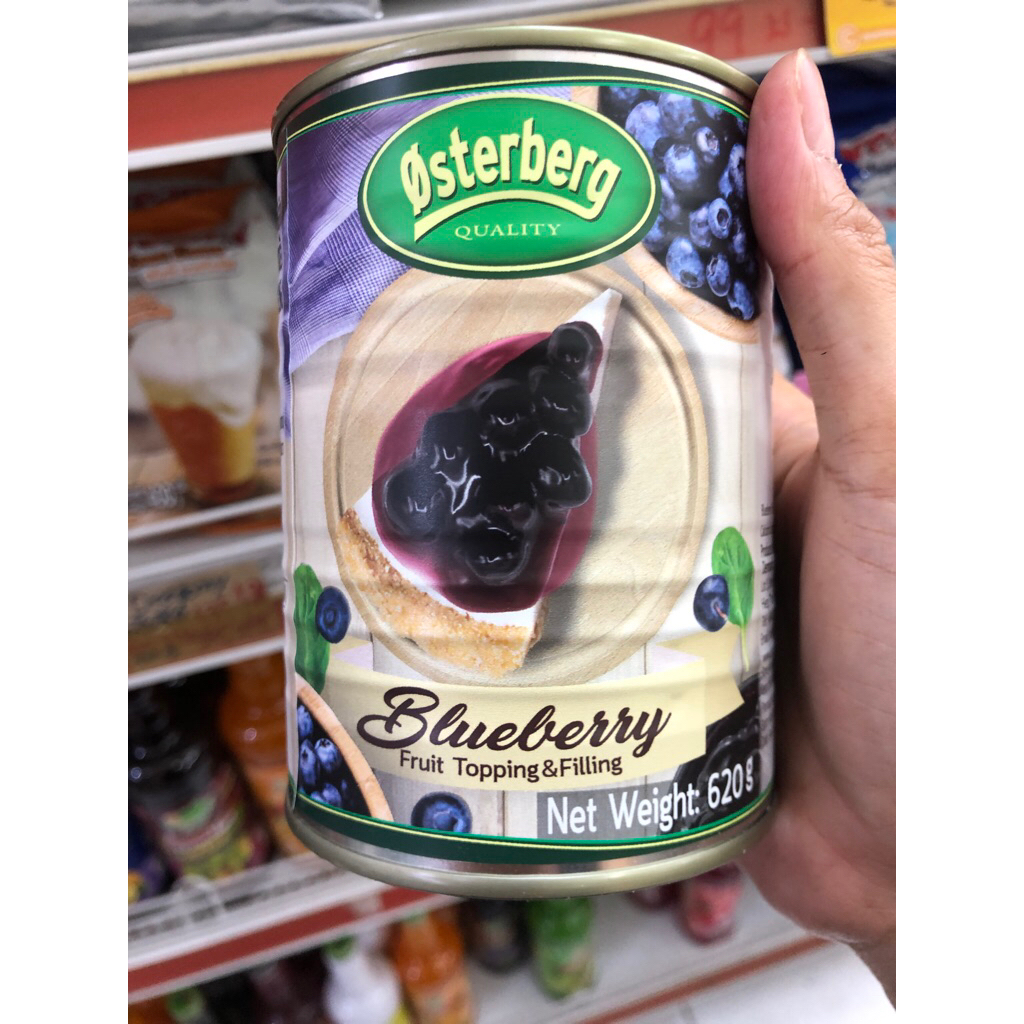 Østerberg
QUALITY
Blueberry
Fruit Topping&Filling
Net Weight: 620g